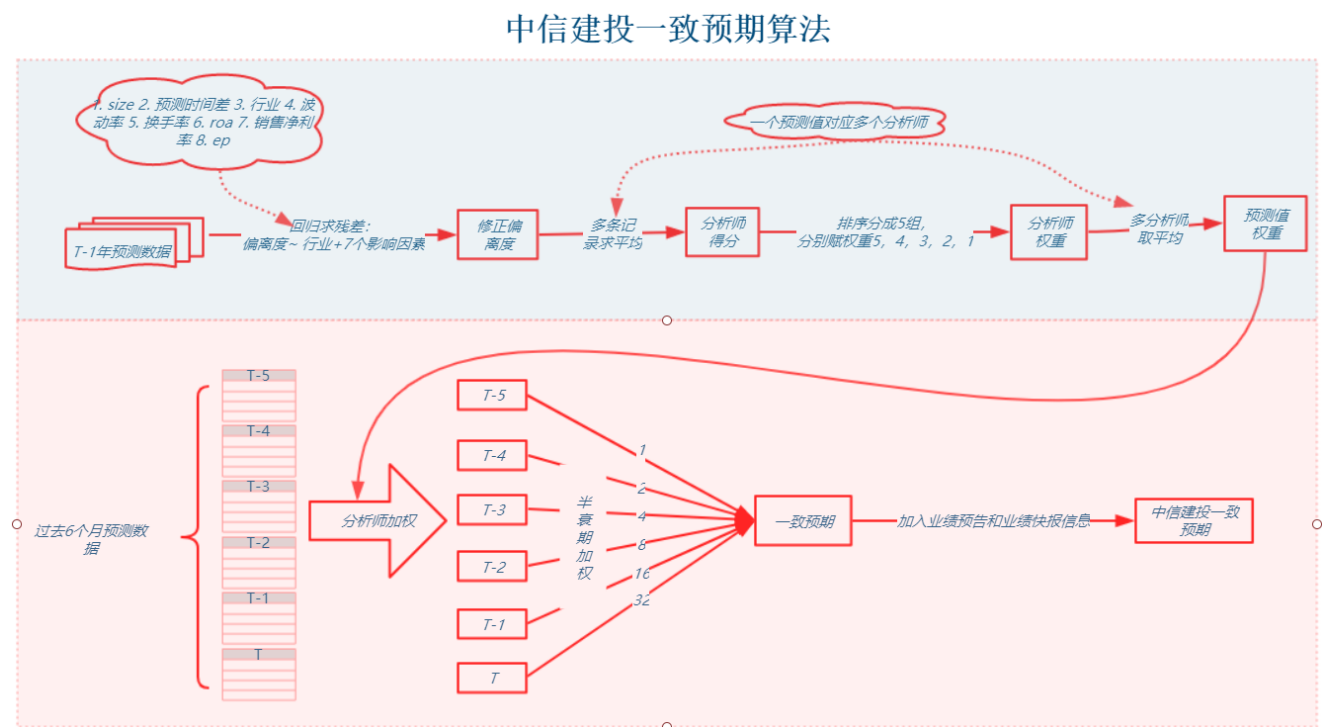 中信建投一致预期算法
1. size 2. 预测时间差 3. 行业 4. 波
动率 5. 换手率 6. roa 7. 销售净利
率 8. ep
一个预测值对应多个分析师
T-1年预测数据
回归求残差：
偏离度~ 行业+7个影响因素
修正偏
离度
多条记
录求平均
分析师
得分
排序分成5组，
分别赋权重5，4，3，2，1
分析师
权重
多分析师
取平均
预测值
权重
过去6个月预测数
据
T-5
T-4
T-3
T-2
T-1
T
分析师加权
T-5
T-4
T-3
T-2
T-1
T
半
衰
期
加
权
1
2
4
8
16
32
一致预期
加入业绩预告和业绩快报信息
中信建投一致
预期